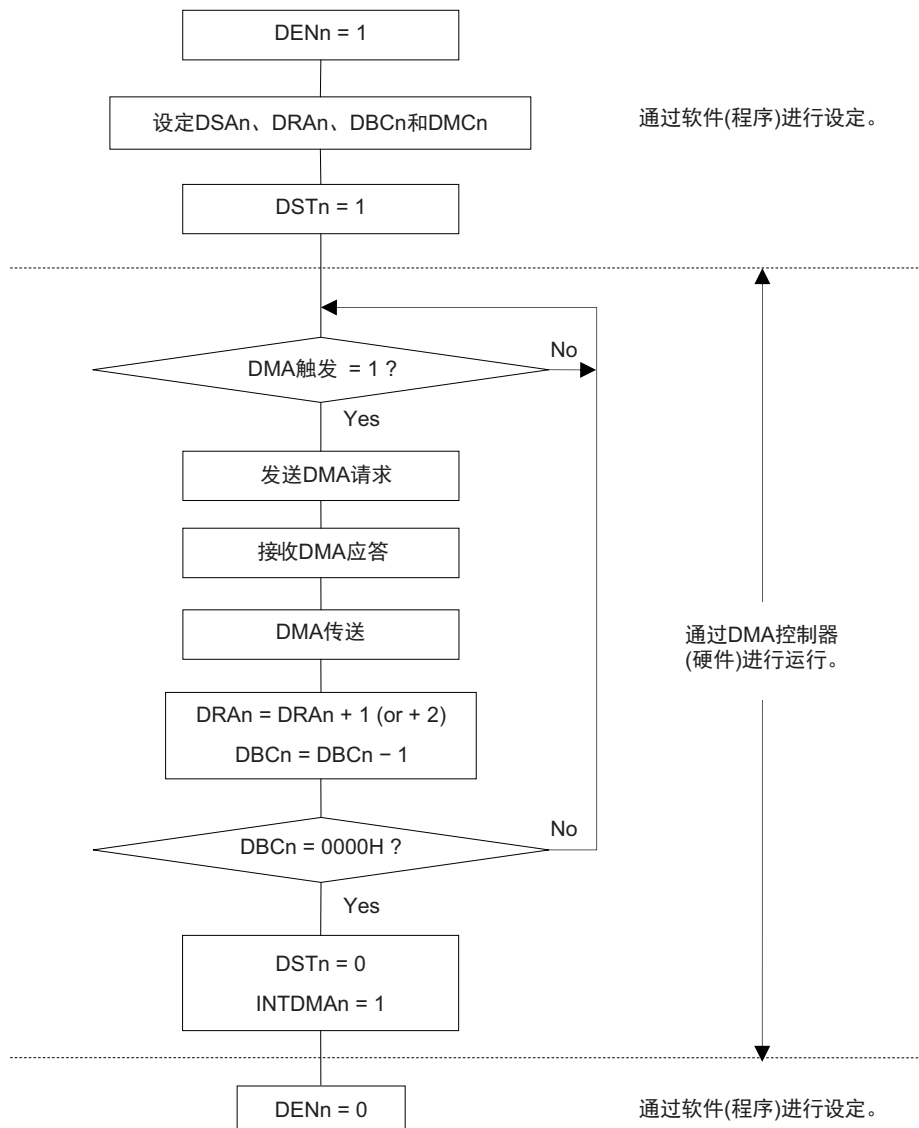 DENn = 1
设定DSAn、DRAn、DBCn和DMCn
通过软件(程序)进行设定。
DSTn = 1
DMA触发 = 1 ?
No
Yes
发送DMA请求
接收DMA应答
DMA传送
通过DMA控制器
(硬件)进行运行。
DRAn = DRAn + 1 (or + 2)
DBCn = DBCn − 1
DBCn = 0000H ?
No
Yes
DSTn = 0
INTDMAn = 1
DENn = 0
通过软件(程序)进行设定。